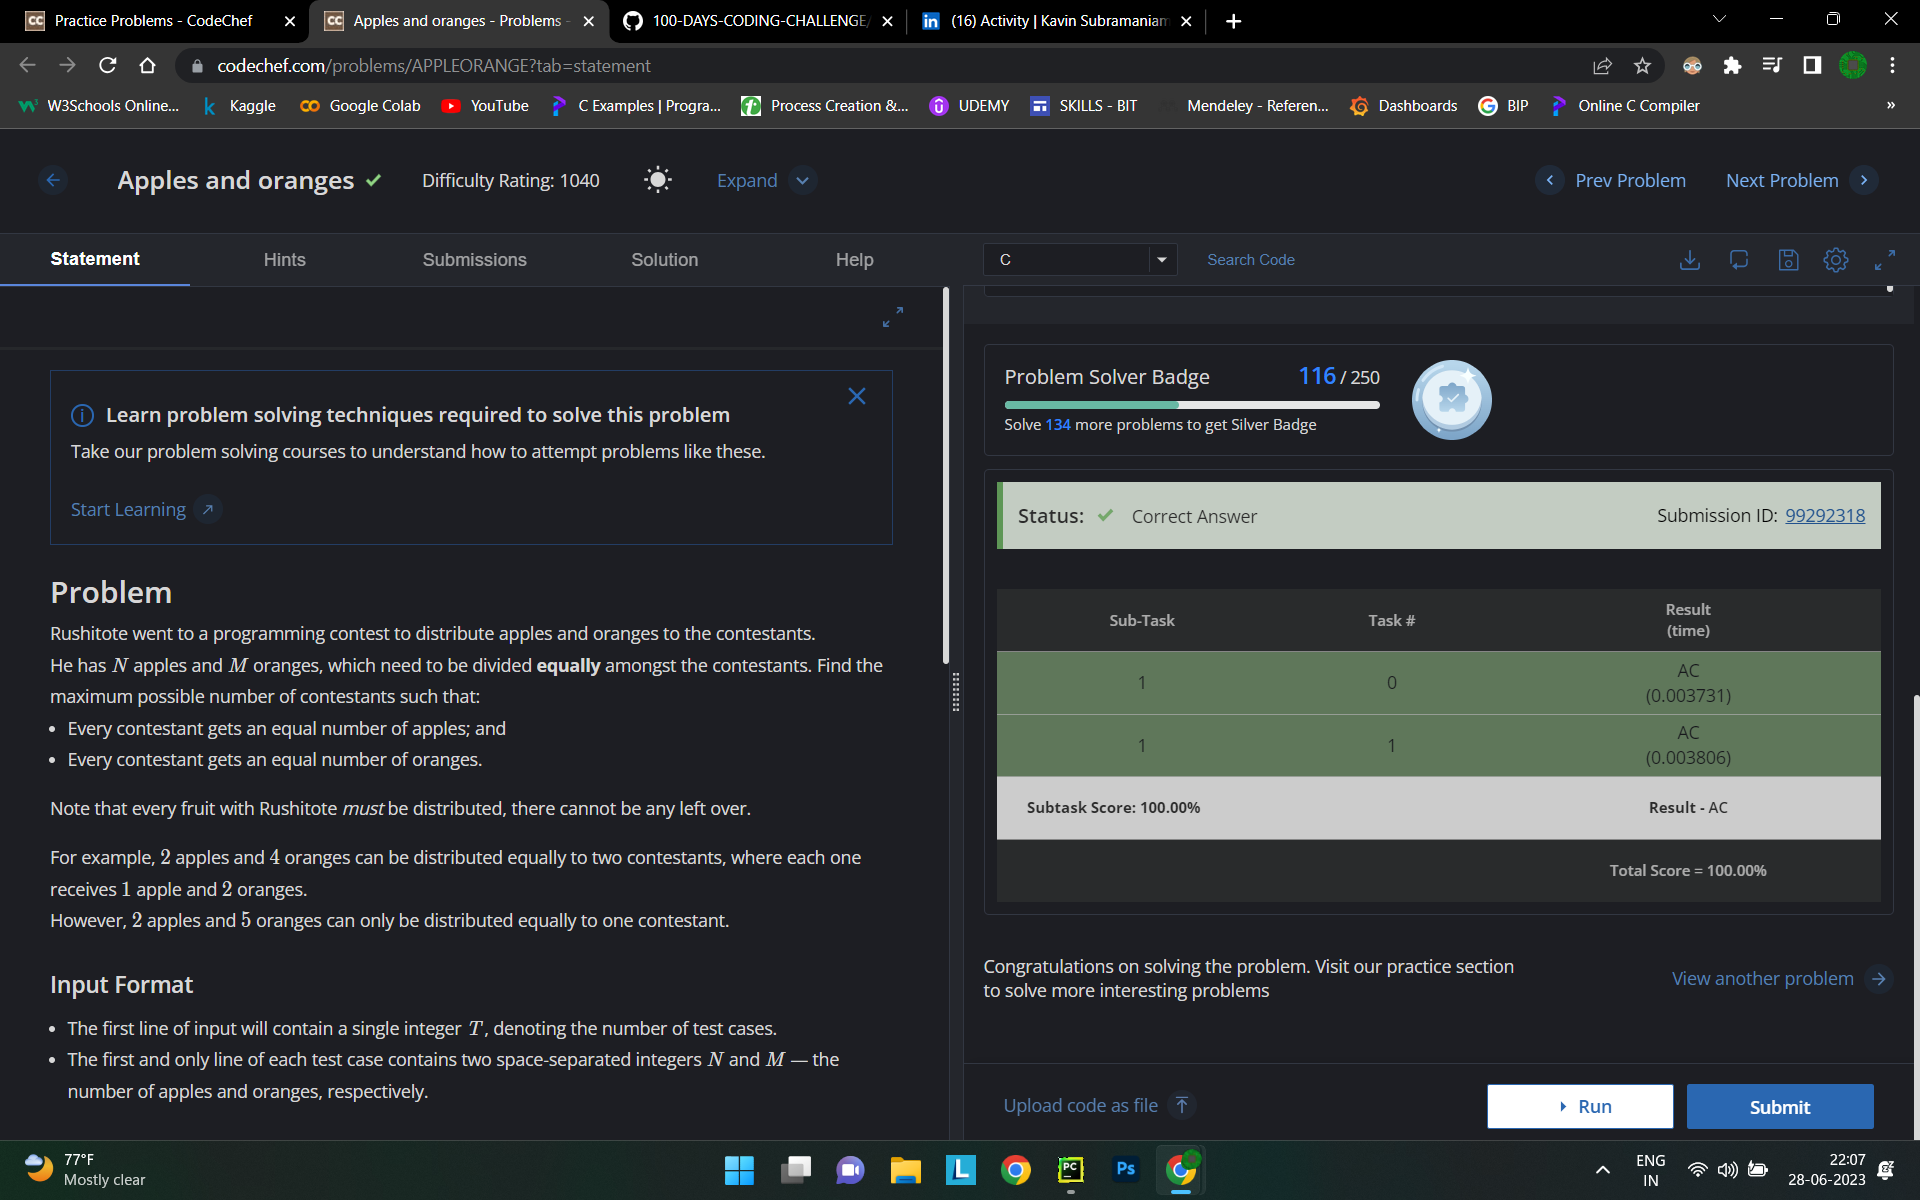 Practice Problems - CodeChef
Apples and oranges - Problems -
100-DAYS-CODING-CHALLENGE/
(16) Activity | Kavin Subramaniam
codechef.com/problems/APPLEORANGE?tab=statement
W3Schools Online...
Kaggle
Google Colab
YouTube
C Examples | Progra...
Process Creation &...
UDEMY
SKILLS - BIT
Mendeley - Referen...
Dashboards
BIP
Online C Compiler
»
Apples and oranges
Difficulty Rating: 1040
Expand
Prev Problem
Next Problem
Statement
Hints
Submissions
Solution
Help
C
Search Code
Learn problem solving techniques required to solve this problem
Take our problem solving courses to understand how to attempt problems like these.
Start Learning
Problem
Rushitote went to a programming contest to distribute apples and oranges to the contestants.
He has N apples and M oranges, which need to be divided equally amongst the contestants. Find the
maximum possible number of contestants such that:
• Every contestant gets an equal number of apples; and
• Every contestant gets an equal number of oranges.
Note that every fruit with Rushitote must be distributed, there cannot be any left over.
For example, 2 apples and 4 oranges can be distributed equally to two contestants, where each one
receives 1 apple and 2 oranges.
However, 2 apples and 5 oranges can only be distributed equally to one contestant.
Input Format
• The first line of input will contain a single integer T, denoting the number of test cases.
• The first and only line of each test case contains two space-separated integers N and M — the
number of apples and oranges, respectively.
Problem Solver Badge
116 / 250
Solve 134 more problems to get Silver Badge
Status: Correct Answer
Submission ID: 99292318
Sub-Task
Task #
Result
(time)
1
0
AC
(0.003731)
1
1
AC
(0.003806)
Subtask Score: 100.00%
Result - AC
Total Score = 100.00%
Congratulations on solving the problem. Visit our practice section
to solve more interesting problems
View another problem
Upload code as file
Run
Submit
77°F
Mostly clear
L
PC
Ps
ENG
IN
22:07
28-06-2023